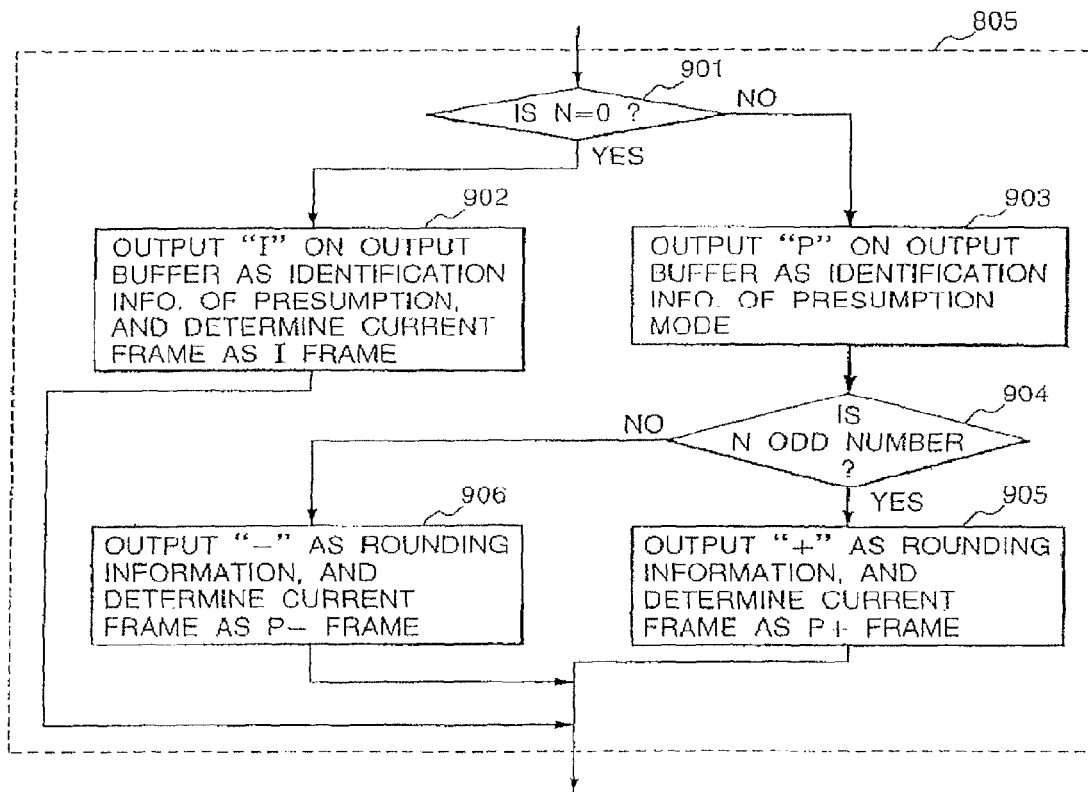 805
901
IS N=0 ?
NO
YES
902
OUTPUT “I” ON OUTPUT
BUFFER AS IDENTIFICATION
INFO. OF PRESUMPTION,
AND DETERMINE CURRENT
FRAME AS I FRAME
903
OUTPUT “P” ON OUTPUT
BUFFER AS IDENTIFICATION
INFO. OF PRESUMPTION
MODE
904
IS
N ODD NUMBER
?
NO
YES
906
OUTPUT “−” AS ROUNDING
INFORMATION, AND
DETERMINE CURRENT
FRAME AS P− FRAME
905
OUTPUT “+” AS ROUNDING
INFORMATION, AND
DETERMINE CURRENT
FRAME AS P+ FRAME